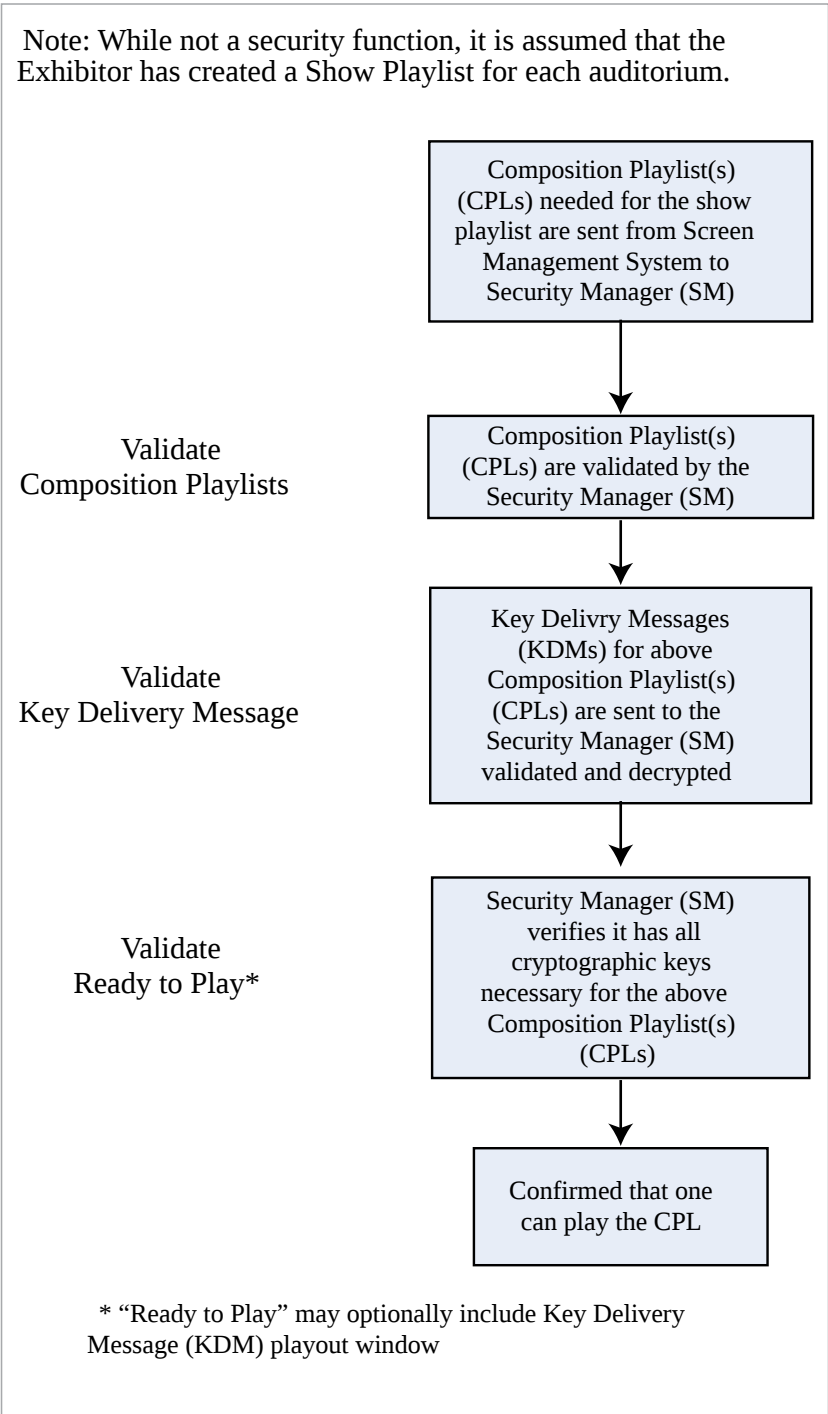 Note: While not a security function, it is assumed that the
Exhibitor has created a Show Playlist for each auditorium.
Composition Playlist(s)
(CPLs) needed for the show
playlist are sent from Screen
Management System to
Security Manager (SM)
Validate
Composition Playlists
Composition Playlist(s)
(CPLs) are validated by the
Security Manager (SM)
Validate
Key Delivery Message
Key Delivry Messages
(KDMs) for above
Composition Playlist(s)
(CPLs) are sent to the
Security Manager (SM)
validated and decrypted
Validate
Ready to Play*
Security Manager (SM)
verifies it has all
cryptographic keys
necessary for the above
Composition Playlist(s)
(CPLs)
Confirmed that one
can play the CPL
* “Ready to Play” may optionally include Key Delivery
Message (KDM) playout window